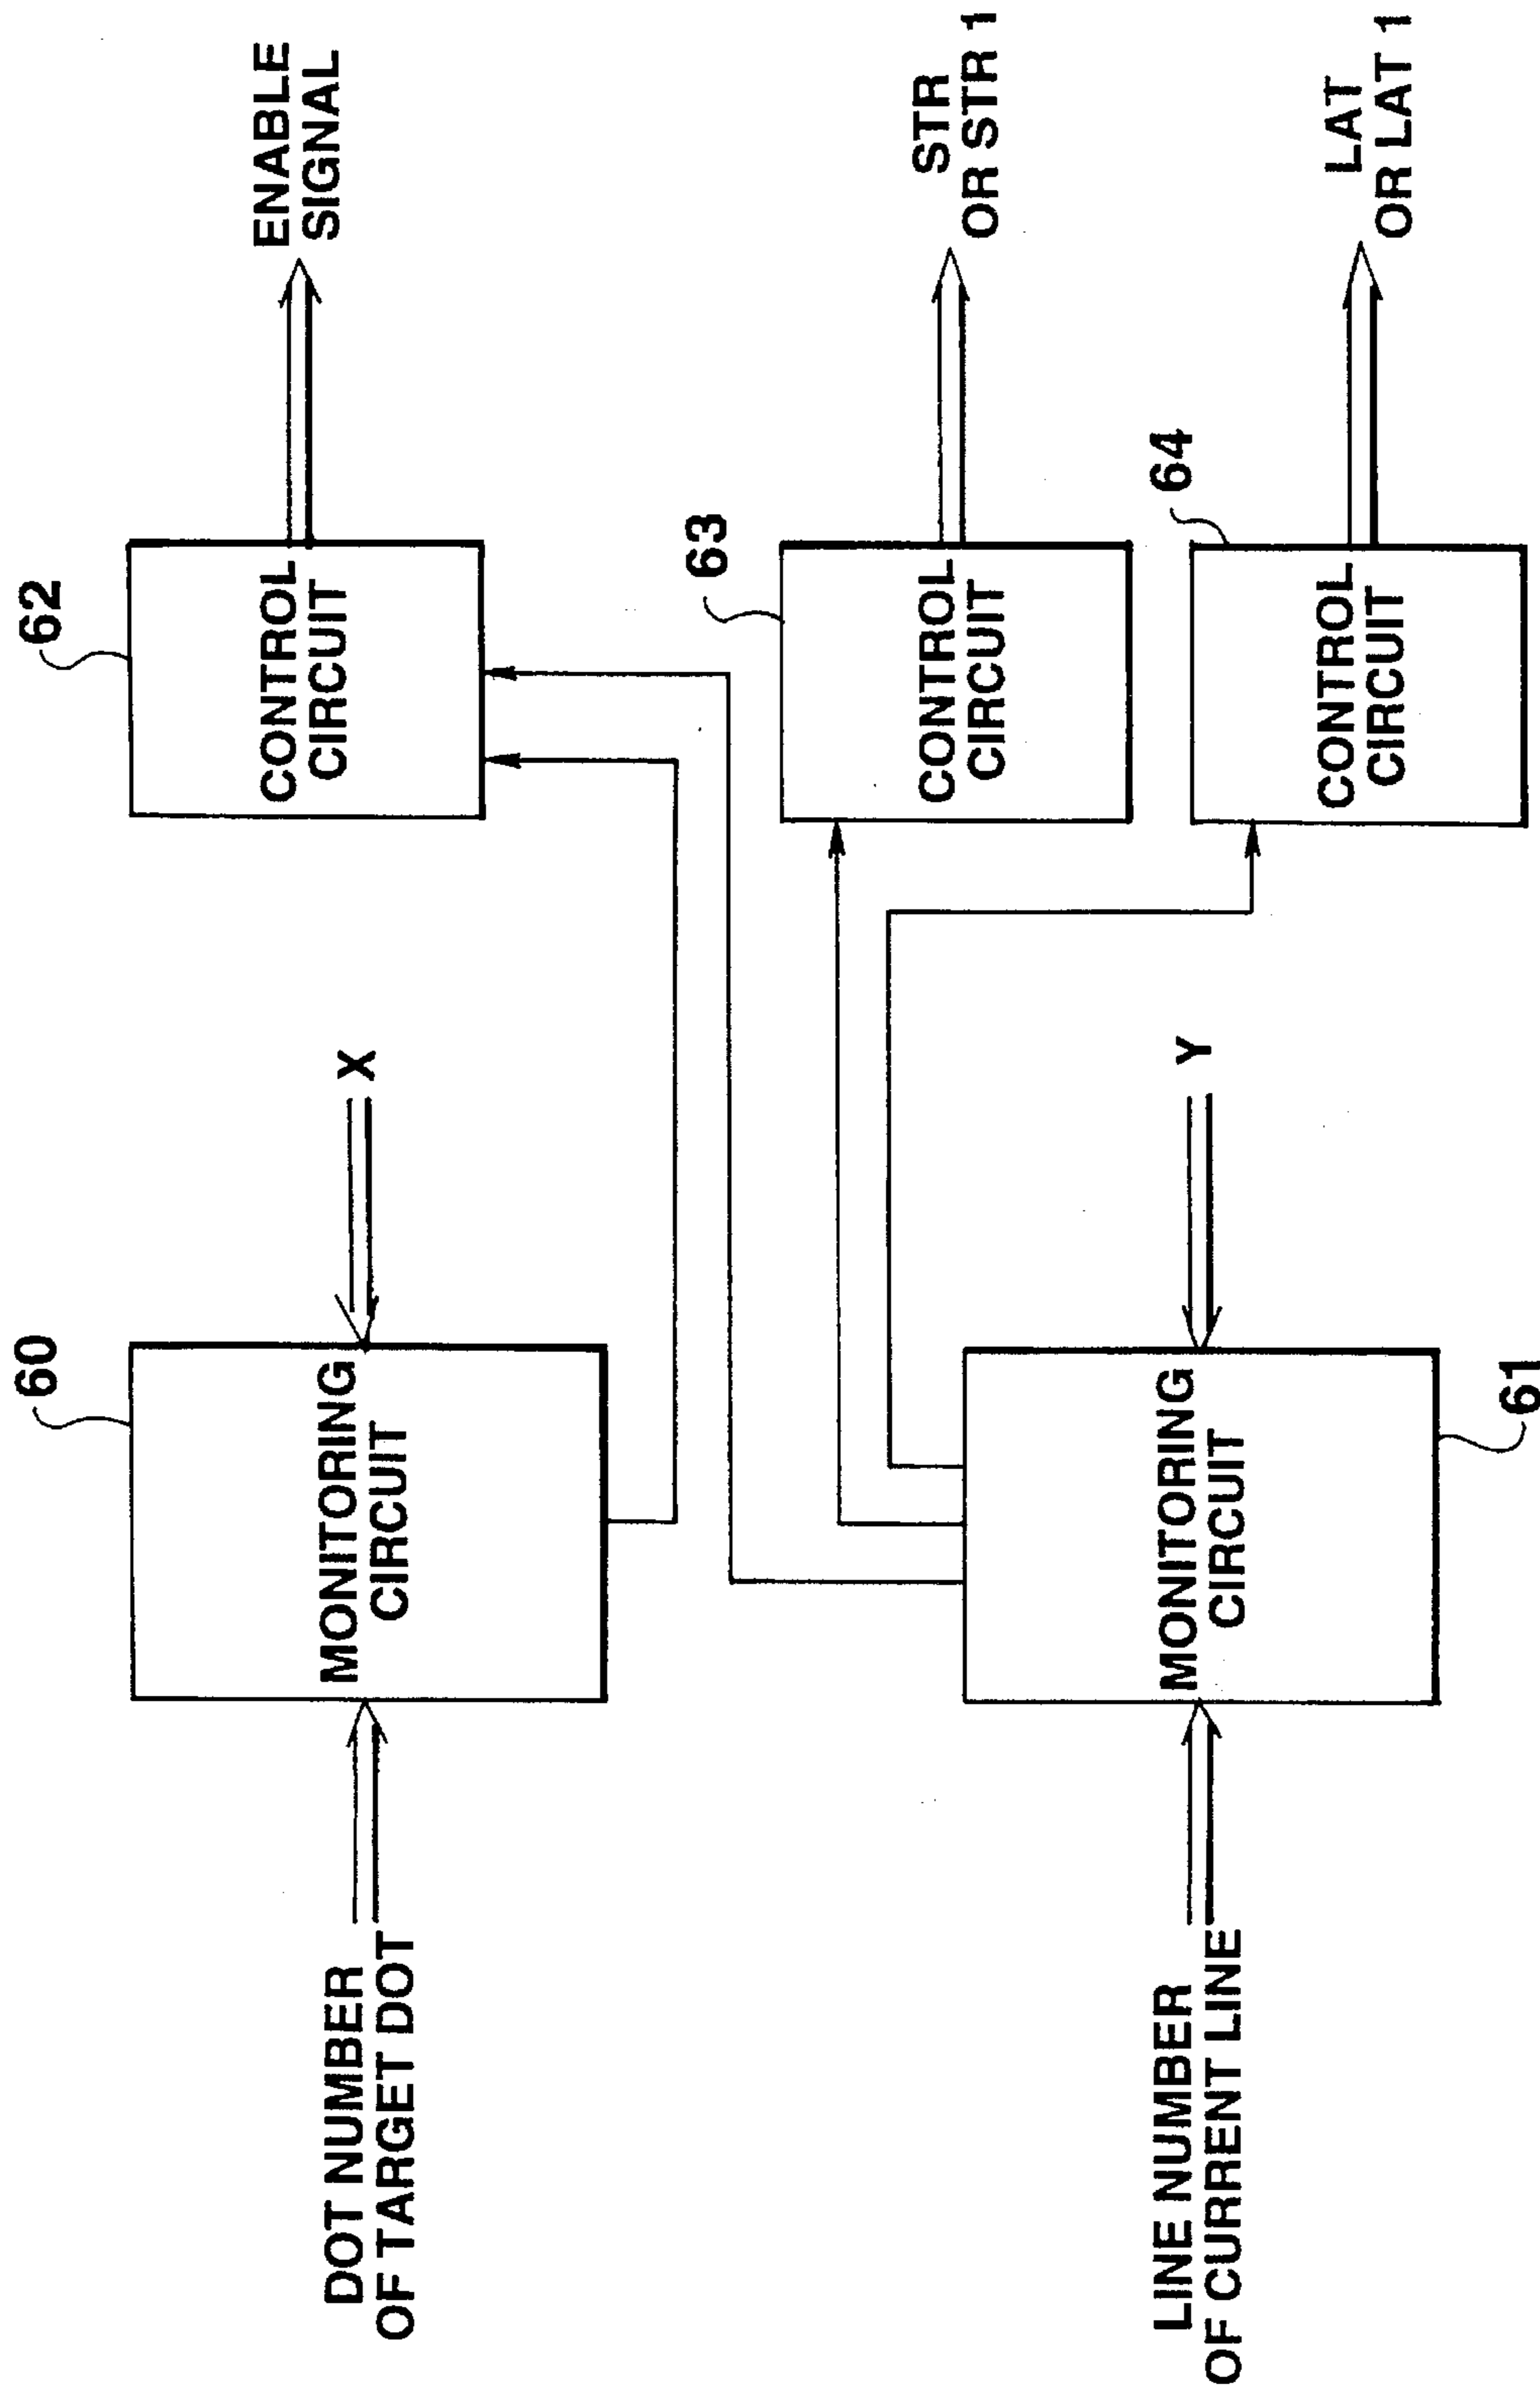 60
MONITORING
CIRCUIT
DOT NUMBER
OF TARGET DOT
X
62
CONTROL
CIRCUIT
ENABLE
SIGNAL
63
CONTROL
CIRCUIT
STR
OR STR 1
64
CONTROL
CIRCUIT
LAT
OR LAT 1
LINE NUMBER
OF CURRENT LINE
MONITORING
CIRCUIT
Y
61